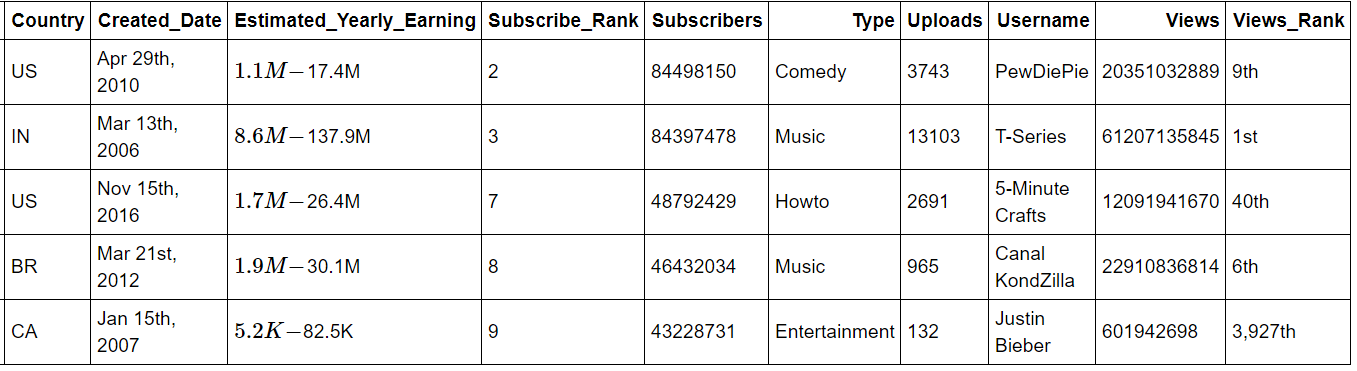 Country Created_Date Estimated_Yearly_Earning Subscribe_Rank Subscribers Type Uploads Username Views Views_Rank
US Apr 29th, 2010 1.1M−17.4M 2 84498150 Comedy 3743 PewDiePie 20351032889 9th
IN Mar 13th, 2006 8.6M−137.9M 3 84397478 Music 13103 T-Series 61207135845 1st
US Nov 15th, 2016 1.7M−26.4M 7 48792429 Howto 2691 5-Minute Crafts 12091941670 40th
BR Mar 21st, 2012 1.9M−30.1M 8 46432034 Music 965 Canal KondZilla 22910836814 6th
CA Jan 15th, 2007 5.2K−82.5K 9 43228731 Entertainment 132 Justin Bieber 601942698 3,927th